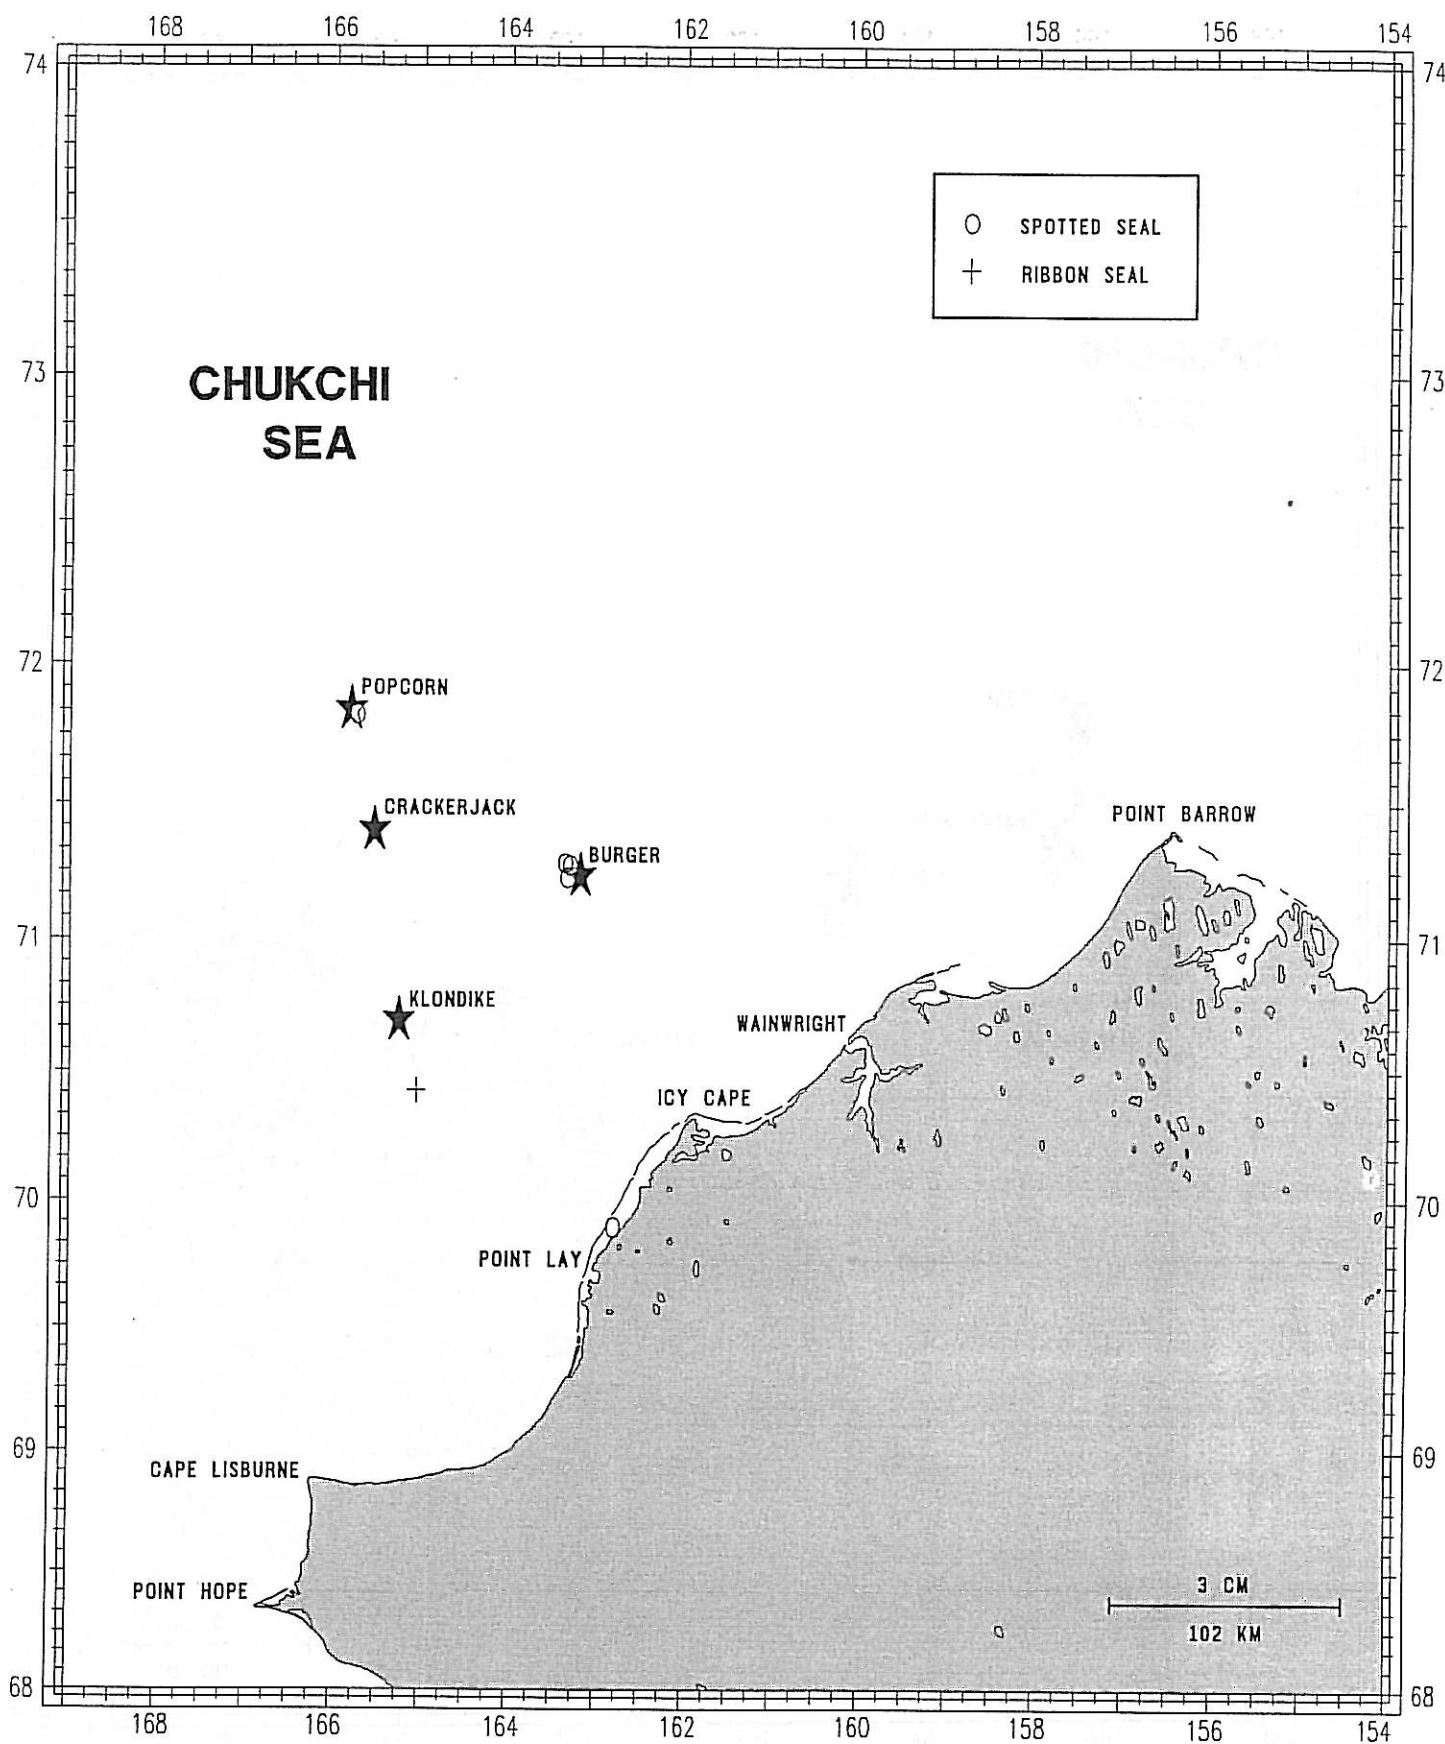 168 166 164 162 160 158 156 154
74 74
O SPOTTED SEAL
+ RIBBON SEAL
73 73
CHUKCHI
SEA
72 72
POPCORN
CRACKERJACK
POINT BARROW
BURGER
71 71
KLONDIKE
WAINWRIGHT
ICY CAPE
70 70
POINT LAY
69 69
CAPE LISBURNE
3 CM
POINT HOPE
102 KM
68 68
168 166 164 162 160 158 156 154